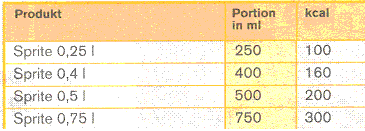 Produkt Portion in ml kcal
Sprite 0,25 l 250 100
Sprite 0,4 l 400 160
Sprite 0,5 l 500 200
Sprite 0,75 l 750 300